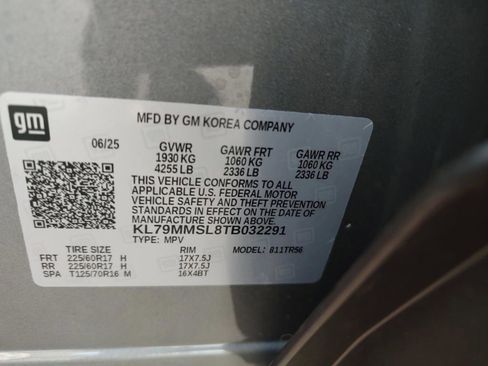 gm
MFD BY GM KOREA COMPANY
06/25 GVWR GAWR FRT GAWR RR
1930 KG 1060 KG 1060 KG
4255 LB 2336 LB 2336 LB
THIS VEHICLE CONFORMS TO ALL
APPLICABLE U.S. FEDERAL MOTOR
VEHICLE SAFETY AND THEFT
PREVENTION STANDARDS IN EFFECT
ON THE DATE OF MANUFACTURE
SHOWN ABOVE.
KL79MMSL8TB032291
TYPE: MPV MODEL: 811TR56
TIRE SIZE RIM
FRT 225/60R17 H 17X7.5J
RR 225/60R17 H 17X7.5J
SPA T125/70R16 M 16X4BT